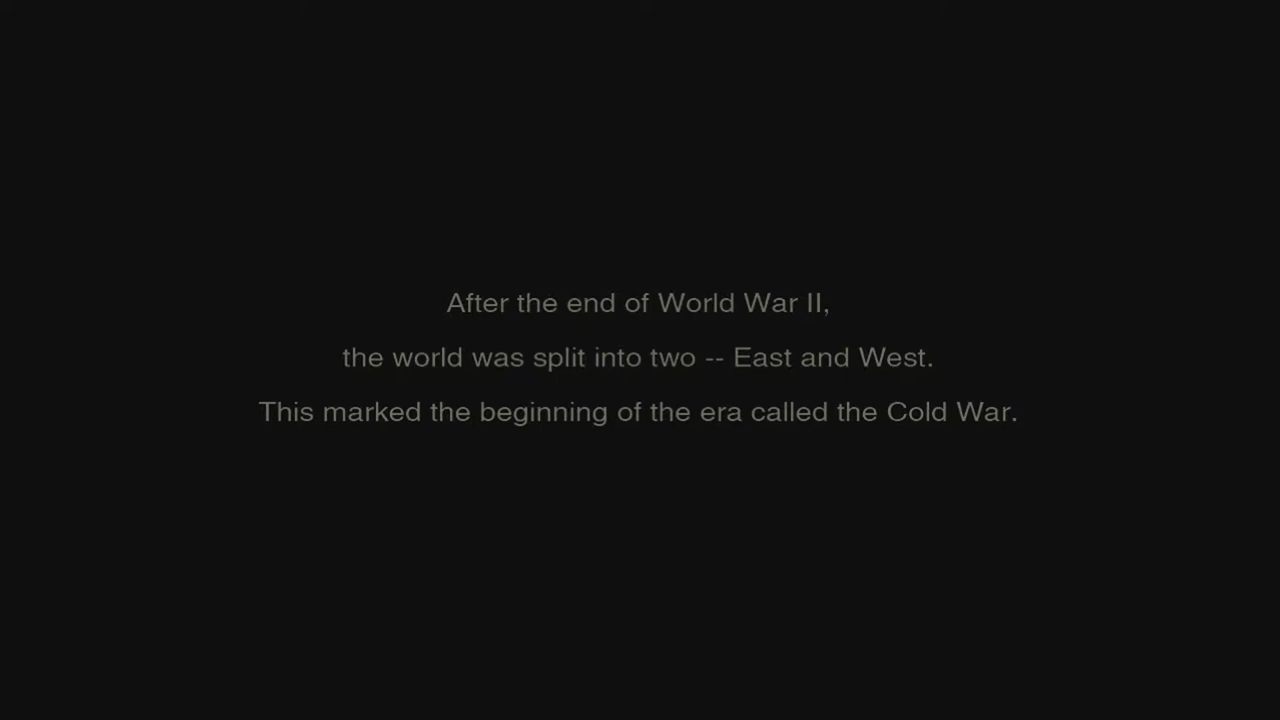 After the end of World War II,
the world was split into two -- East and West.
This marked the beginning of the era called the Cold War.